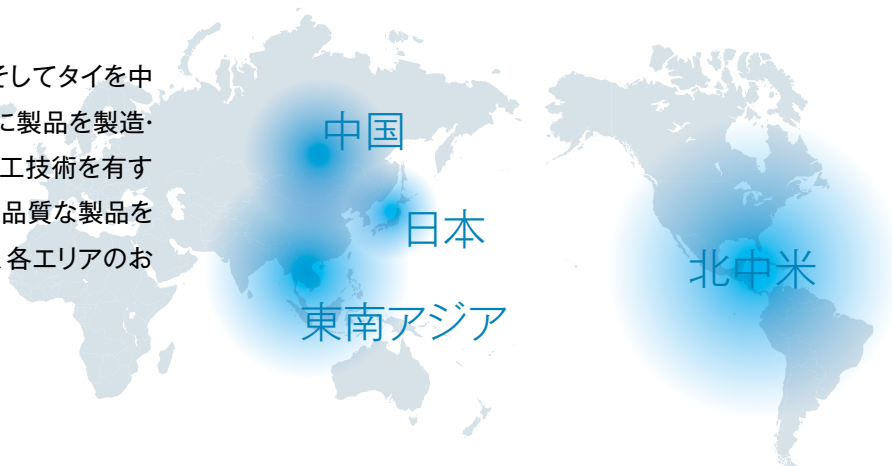 そしてタイを中
に製品を製造・
工技術を有す
品質な製品を
各エリアのお
中国
日本
東南アジア
北中米